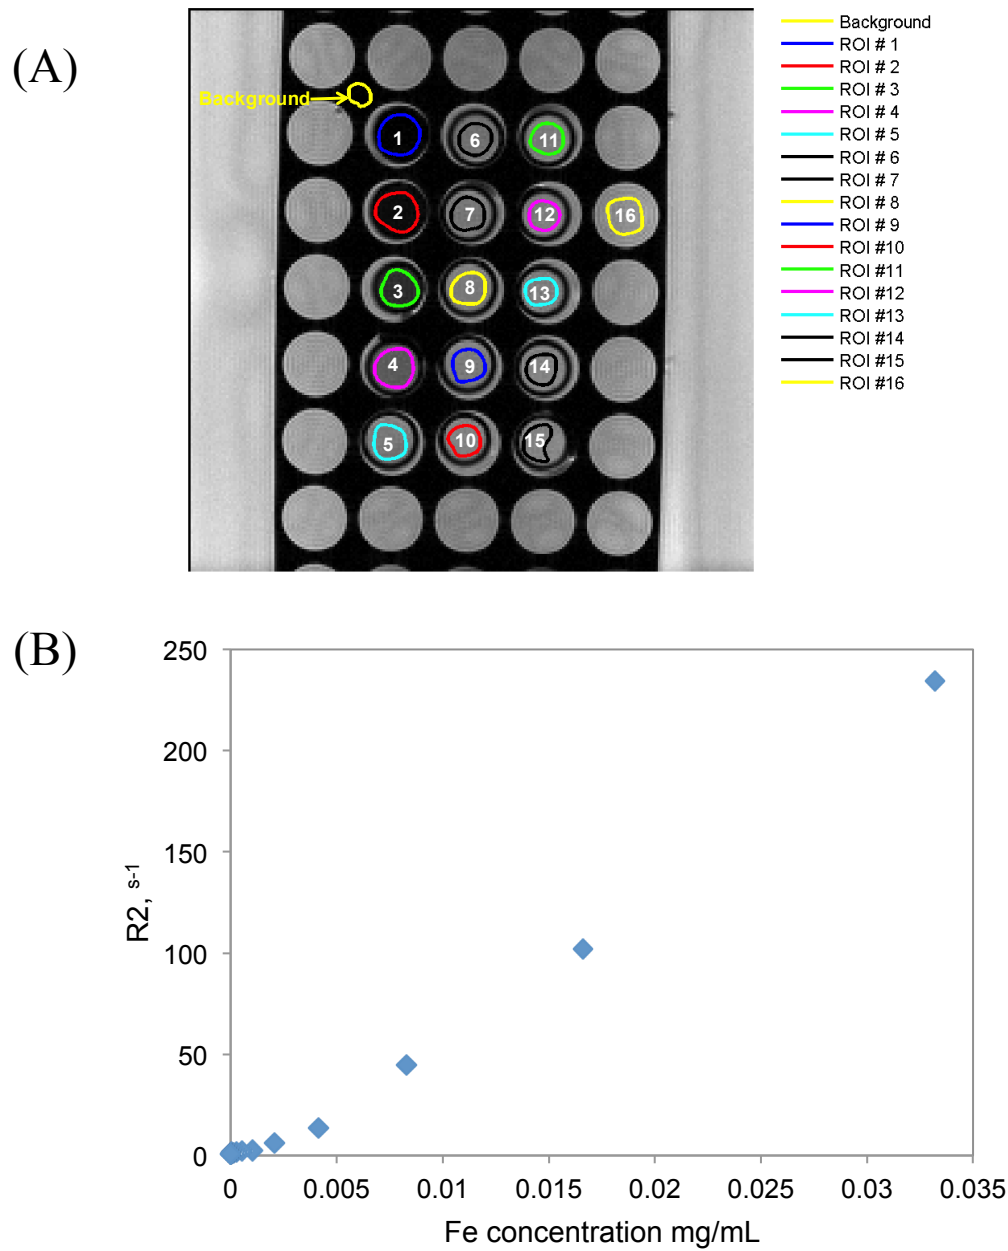 (A)
Background
1 6 11
2 7 12 16
3 8 13
4 9 14
5 10 15
Background
ROI # 1
ROI # 2
ROI # 3
ROI # 4
ROI # 5
ROI # 6
ROI # 7
ROI # 8
ROI # 9
ROI #10
ROI #11
ROI #12
ROI #13
ROI #14
ROI #15
ROI #16
(B)
250
200
150
100
50
0
R2, s-1
0 0.005 0.01 0.015 0.02 0.025 0.03 0.035
Fe concentration mg/mL